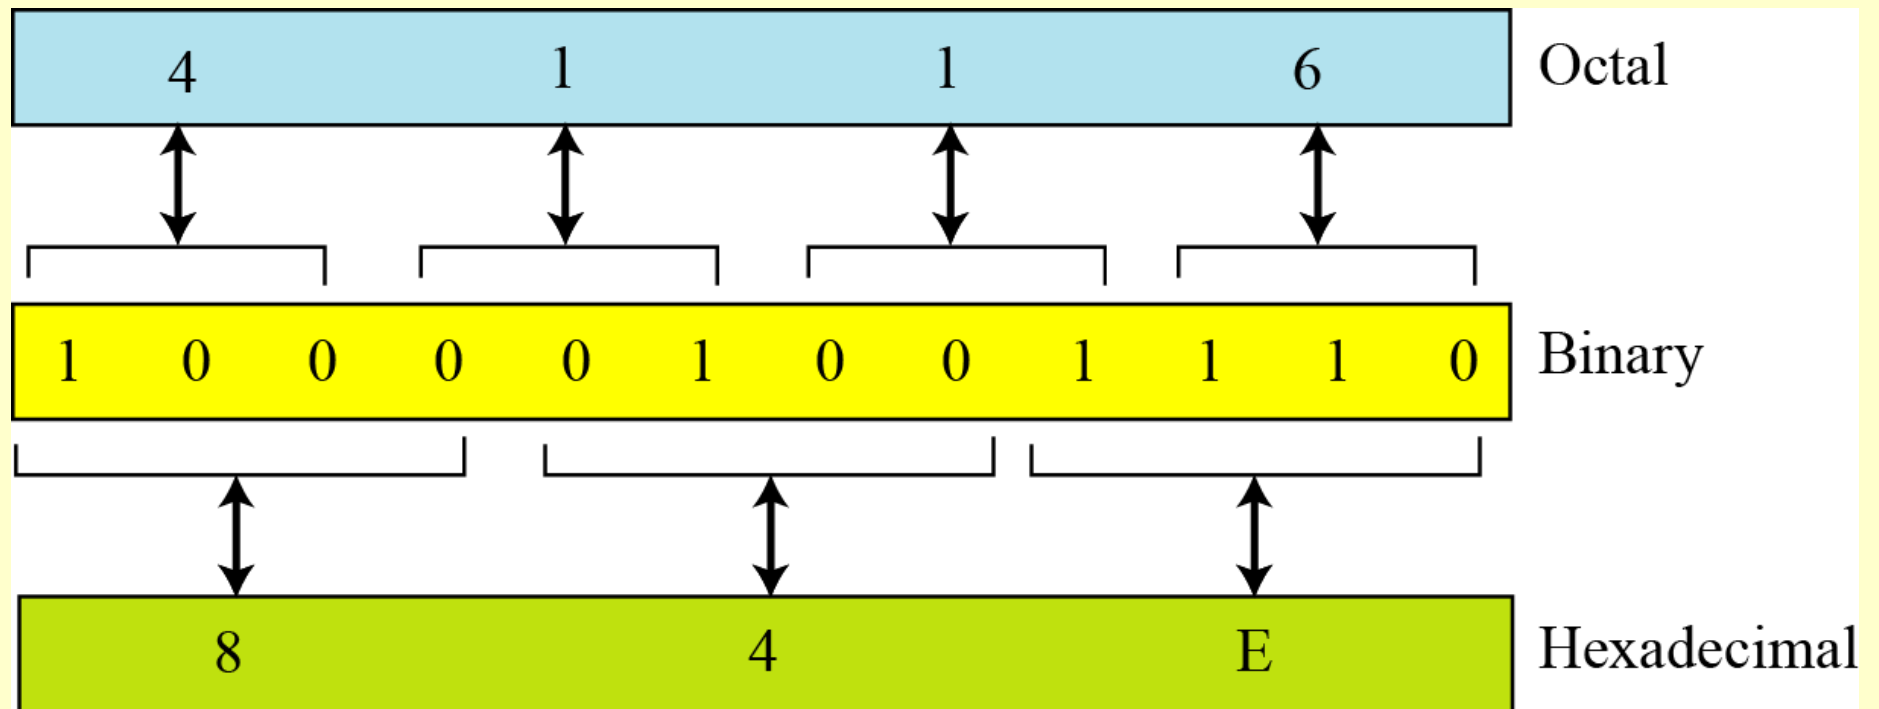 4 1 1 6 Octal
1 0 0 0 0 1 0 0 1 1 1 0 Binary
8 4 E Hexadecimal